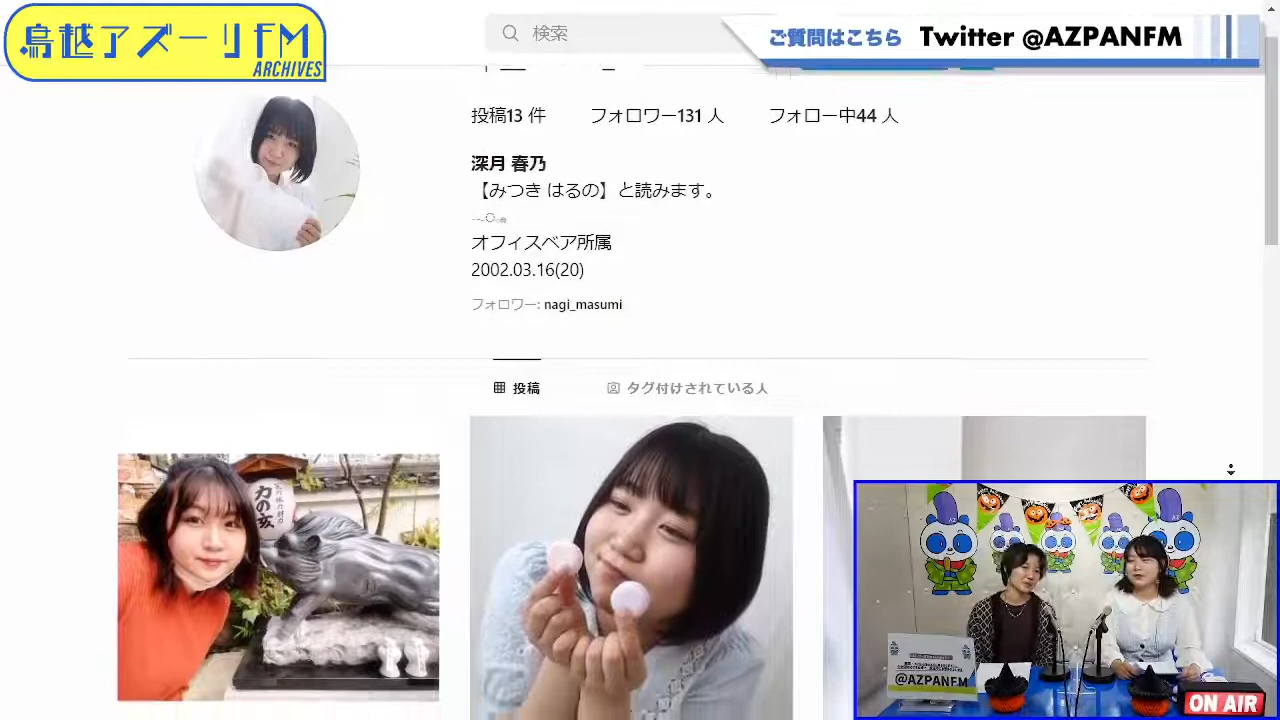 鳥越アズーリFM
ARCHIVES
検索
ご質問はこちら Twitter @AZPANFM
投稿13 件 フォロワー131 人 フォロー中44 人
深月 春乃
【みつき はるの】と読みます。
オフィスベア所属
2002.03.16(20)
フォロワー: nagi_masumi
投稿 タグ付けされている人
力の亥
@AZPANFM
ON AIR